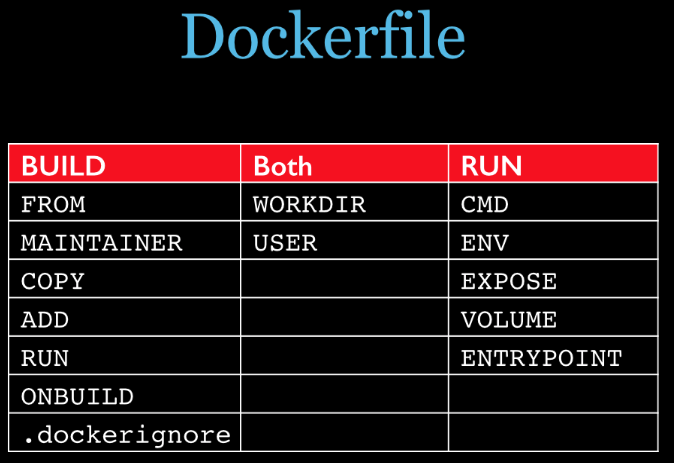 Dockerfile
BUILD Both RUN
FROM WORKDIR CMD
MAINTAINER USER ENV
COPY EXPOSE
ADD VOLUME
RUN ENTRYPOINT
ONBUILD
.dockerignore